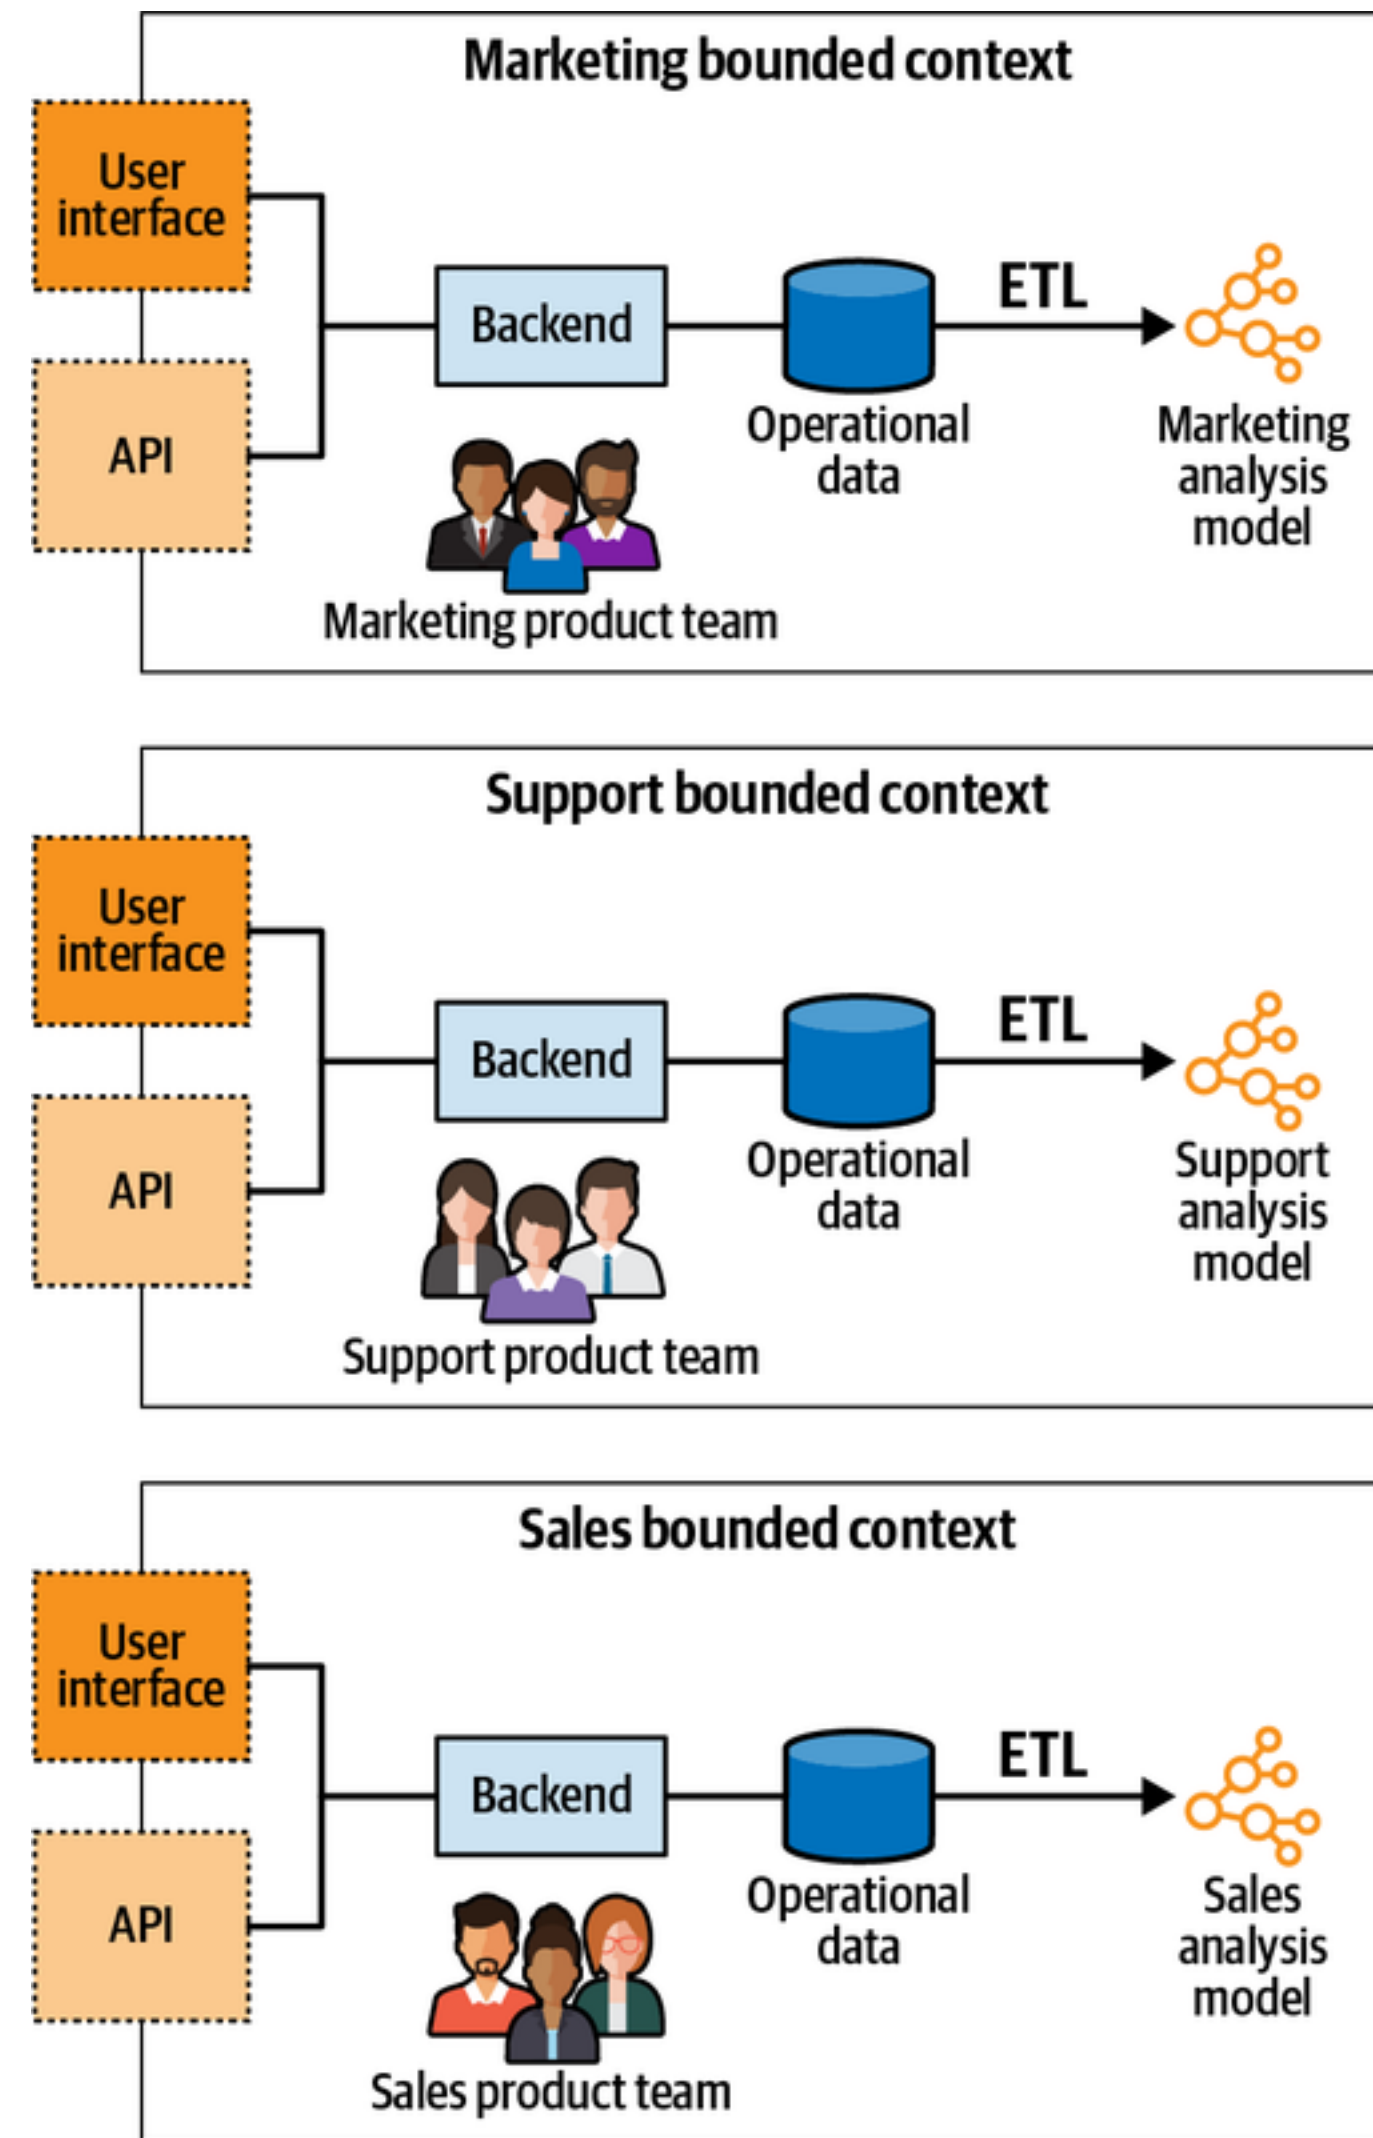 Marketing bounded context
User
interface
API
Backend
ETL
Operational
data
Marketing
analysis
model
Marketing product team
Support bounded context
User
interface
API
Backend
ETL
Operational
data
Support
analysis
model
Support product team
Sales bounded context
User
interface
API
Backend
ETL
Operational
data
Sales
analysis
model
Sales product team